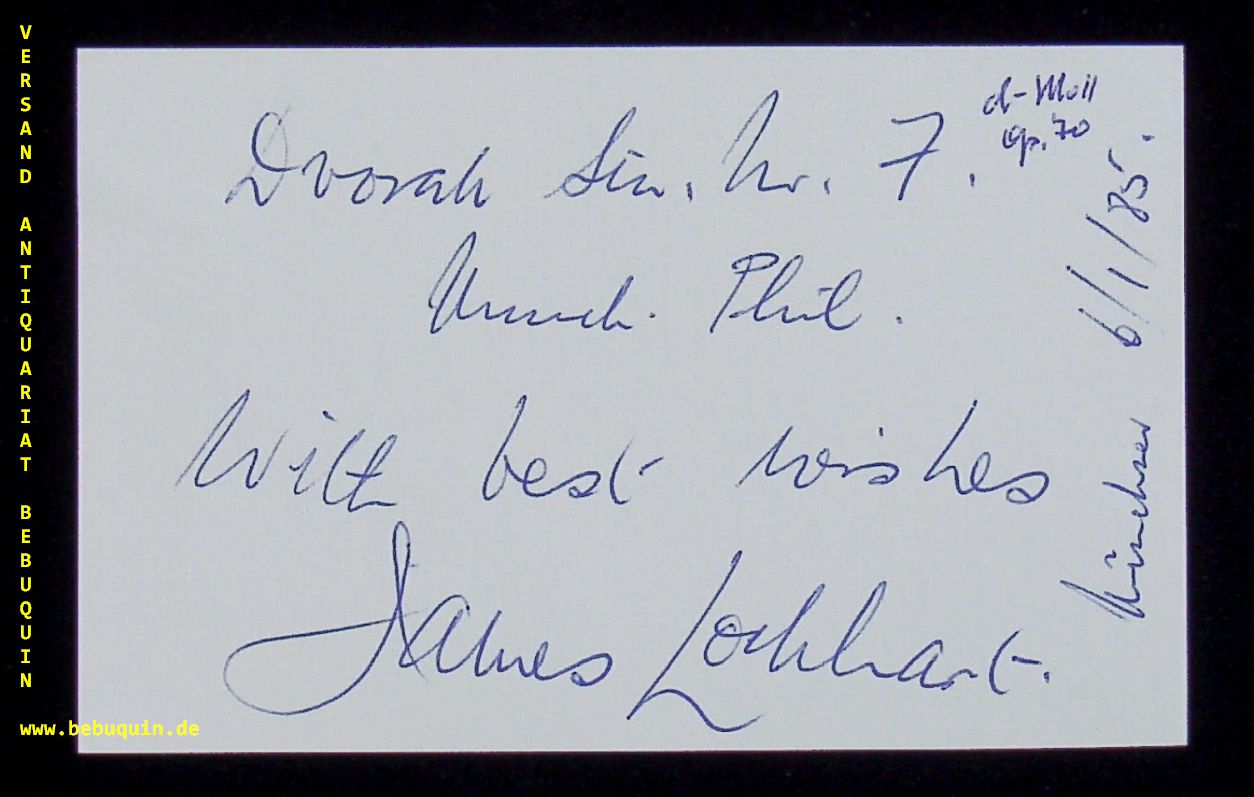 Dvorak Sin. Nr. 7.
d-Moll
op. 70
Münch. Phil.
With best wishes
James Lockhart.
München 6/1/85.
VERSAND ANTIQUARIAT BEBUQUIN
www.bebuquin.de